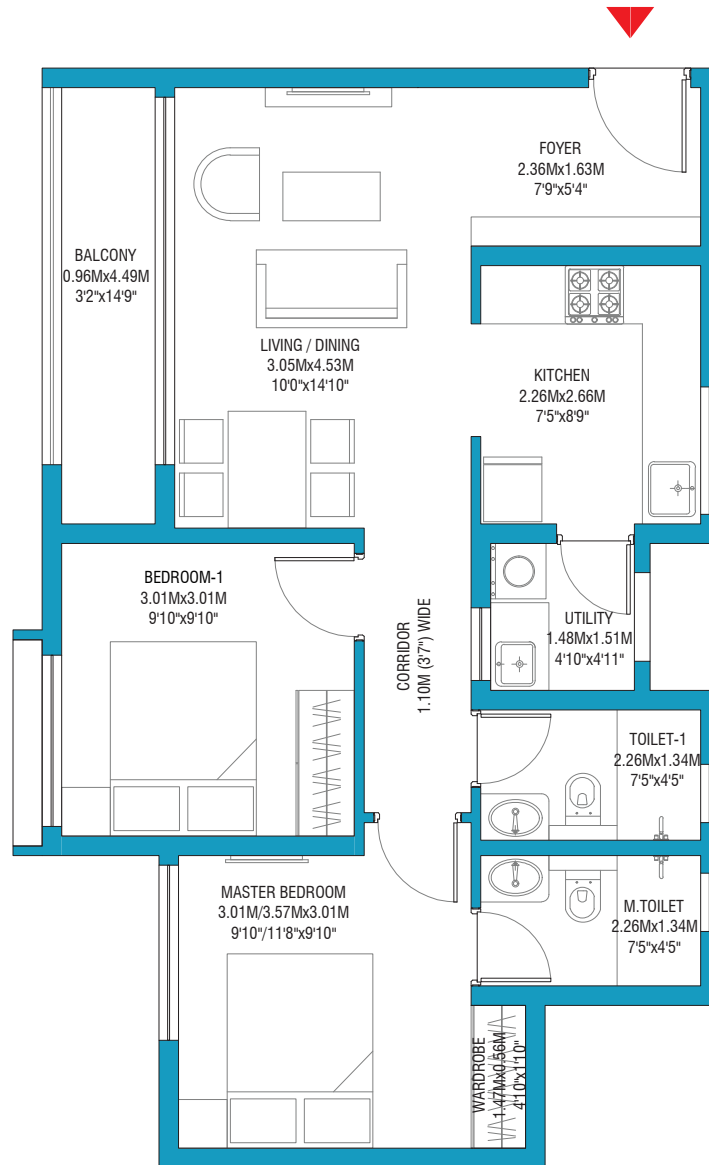 FOYER
2.36Mx1.63M
7'9"x5'4"
BALCONY
0.96Mx4.49M
3'2"x14'9"
LIVING / DINING
3.05Mx4.53M
10'0"x14'10"
KITCHEN
2.26Mx2.66M
7'5"x8'9"
BEDROOM-1
3.01Mx3.01M
9'10"x9'10"
CORRIDOR
1.10M (3'7") WIDE
UTILITY
1.48Mx1.51M
4'10"x4'11"
TOILET-1
2.26Mx1.34M
7'5"x4'5"
MASTER BEDROOM
3.01M/3.57Mx3.01M
9'10"/11'8"x9'10"
M.TOILET
2.26Mx1.34M
7'5"x4'5"
WARDROBE
1.47Mx0.56M
4'10"x1'10"